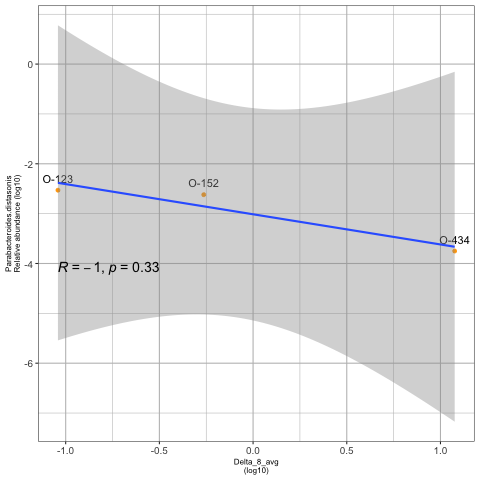 0
-2
-4
-6
Parabacteroides.distasonis
Relative abundance (log10)
O-123
O-152
O-434
R = − 1, p = 0.33
-1.0 -0.5 0.0 0.5 1.0
Delta_8_avg
(log10)